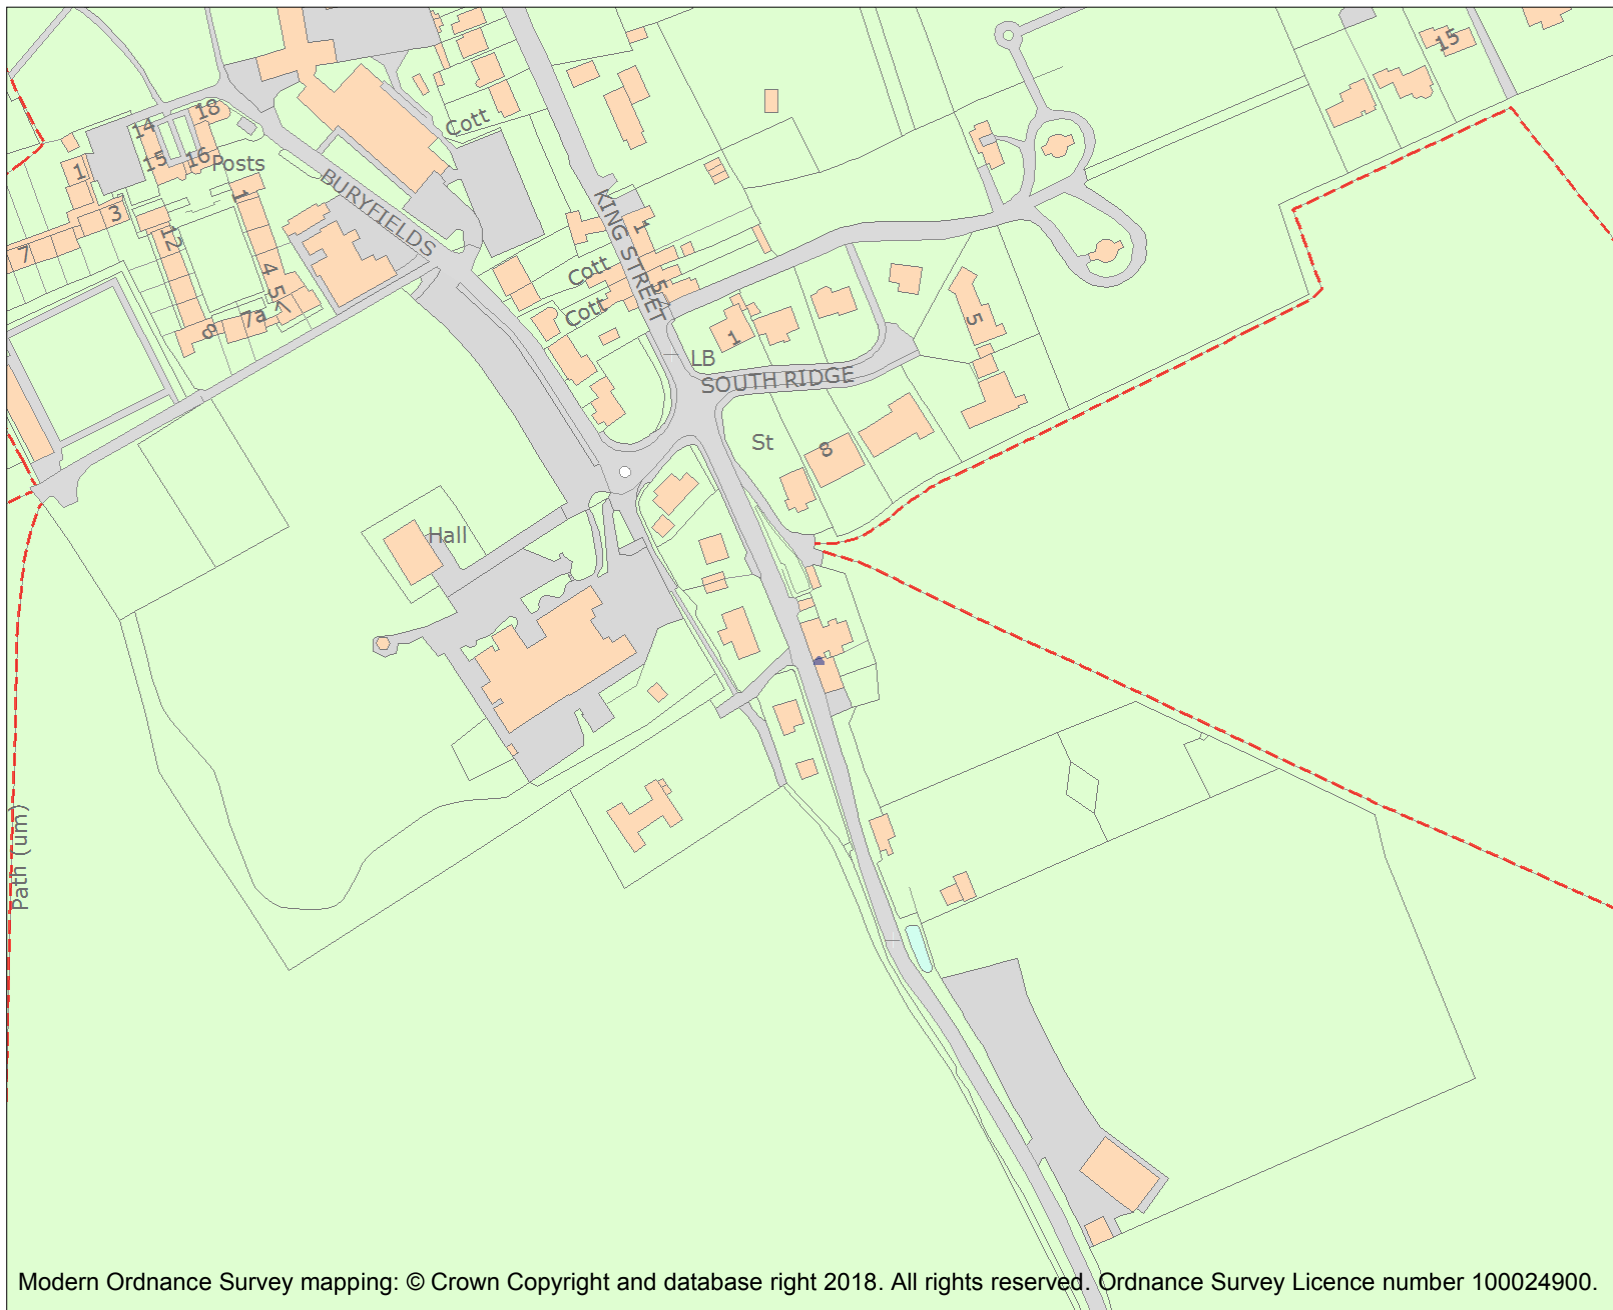 15
18
14
Cott
15
16
Posts
1
BURYFIELDS
1
KING STREET
3
1
12
7
4
Cott
5
5
7a
Cott
8
5
1
LB
SOUTH RIDGE
St
8
Hall
Path (um)
Modern Ordnance Survey mapping: © Crown Copyright and database right 2018. All rights reserved. Ordnance Survey Licence number 100024900.